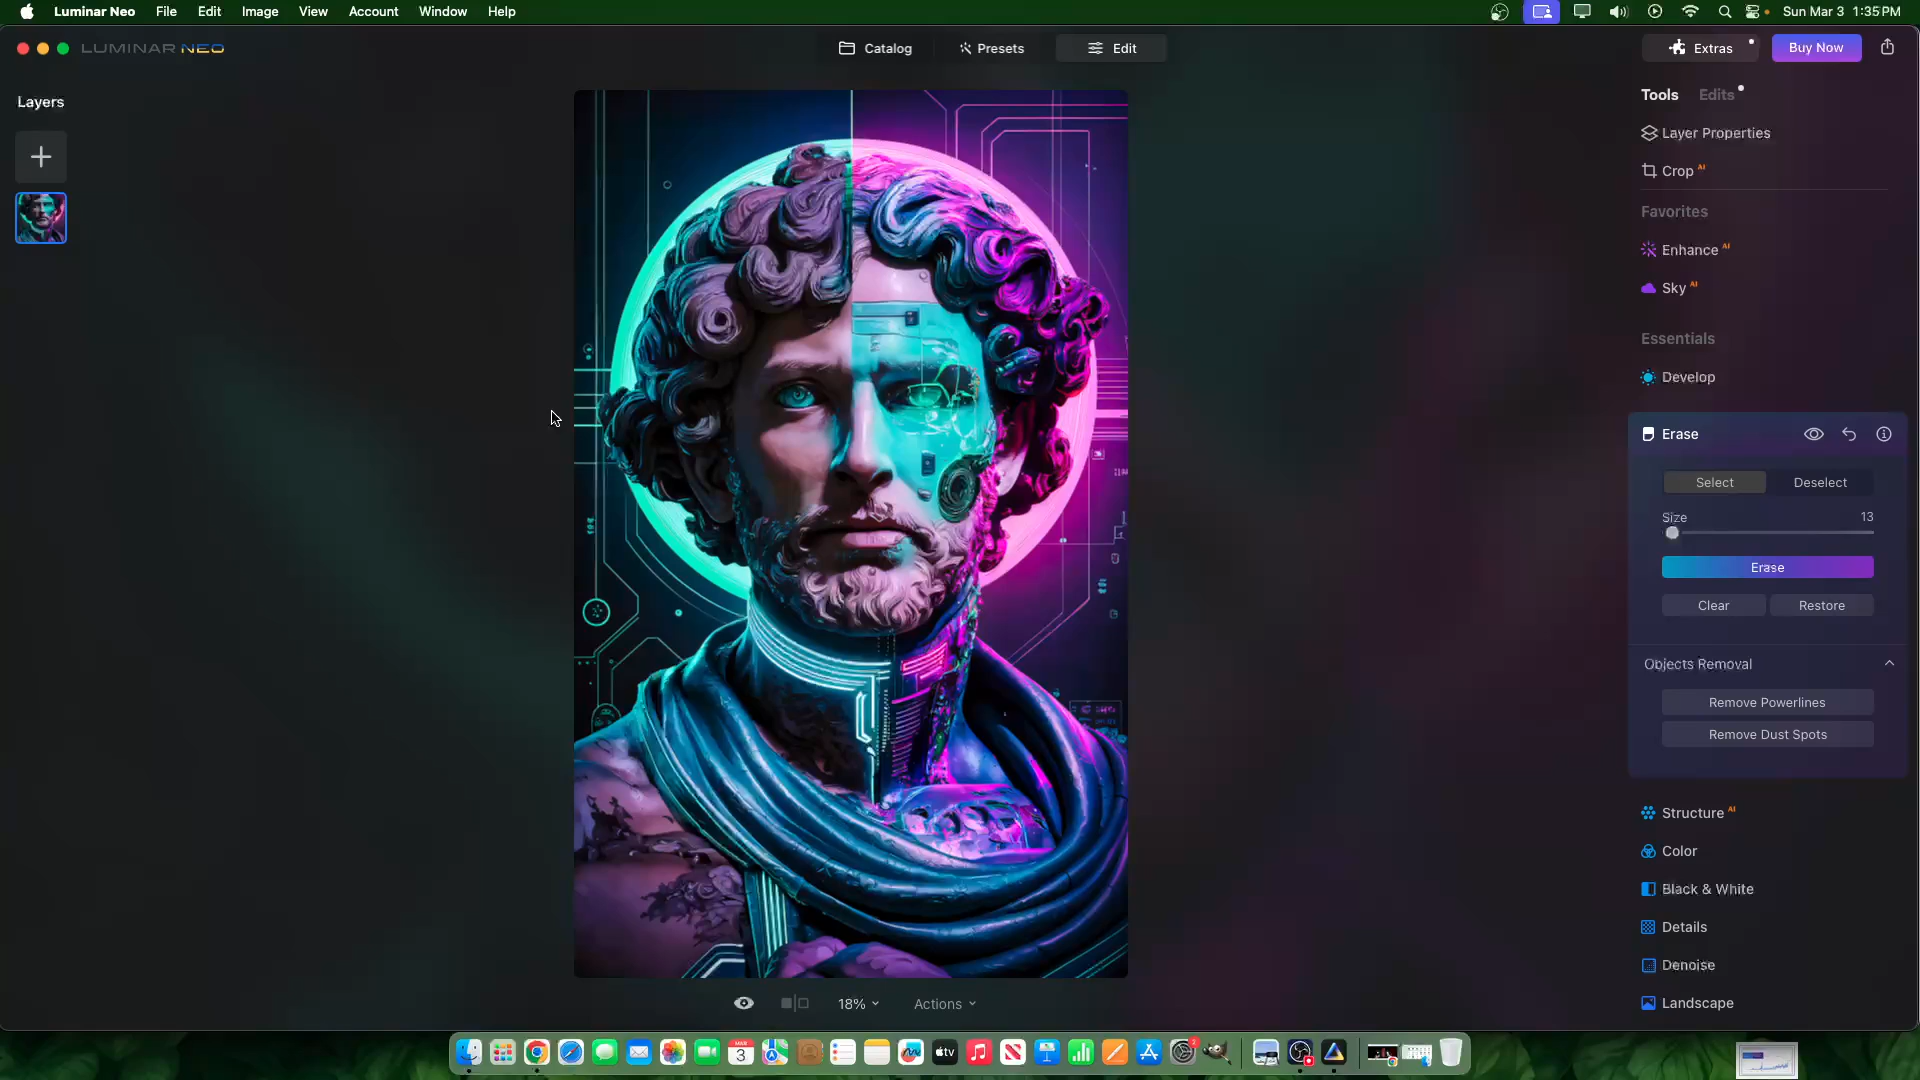 Luminar Neo File Edit Image View Account Window Help
Sun Mar 3 1:35 PM
LUMINAR NEO
Catalog
Presets
Edit
Extras
Buy Now
Layers
Tools
Edits
Layer Properties
Crop AI
Favorites
Enhance AI
Sky AI
Essentials
Develop
Erase
Select
Deselect
Size
13
Erase
Clear
Restore
Objects Removal
Remove Powerlines
Remove Dust Spots
Structure AI
Color
Black & White
Details
Denoise
Landscape
18%
Actions
MAR
3
tv